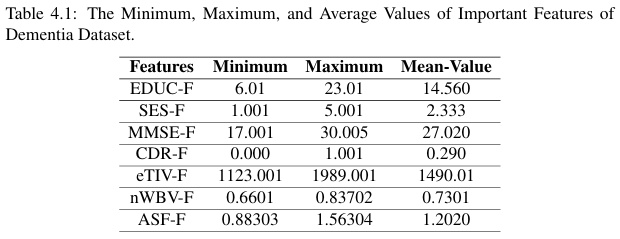 Table 4.1: The Minimum, Maximum, and Average Values of Important Features of
Dementia Dataset.
Features Minimum Maximum Mean-Value
EDUC-F 6.01 23.01 14.560
SES-F 1.001 5.001 2.333
MMSE-F 17.001 30.005 27.020
CDR-F 0.000 1.001 0.290
eTIV-F 1123.001 1989.001 1490.01
nWBV-F 0.6601 0.83702 0.7301
ASF-F 0.88303 1.56304 1.2020